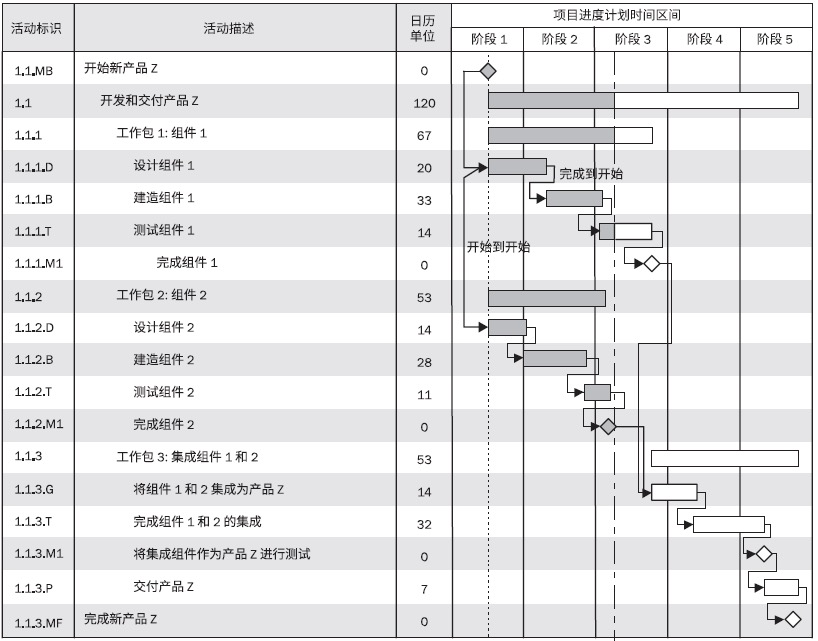 活动标识 活动描述 日历单位 项目进度计划时间区间
阶段 1 阶段 2 阶段 3 阶段 4 阶段 5
1.1.MB 开始新产品 Z 0
1.1 开发和交付产品 Z 120
1.1.1 工作包 1: 组件 1 67
1.1.1.D 设计组件 1 20
完成到开始
1.1.1.B 建造组件 1 33
1.1.1.T 测试组件 1 14
开始到开始
1.1.1.M1 完成组件 1 0
1.1.2 工作包 2: 组件 2 53
1.1.2.D 设计组件 2 14
1.1.2.B 建造组件 2 28
1.1.2.T 测试组件 2 11
1.1.2.M1 完成组件 2 0
1.1.3 工作包 3: 集成组件 1 和 2 53
1.1.3.G 将组件 1 和 2 集成为产品 Z 14
1.1.3.T 完成组件 1 和 2 的集成 32
1.1.3.M1 将集成组件作为产品 Z 进行测试 0
1.1.3.P 交付产品 Z 7
1.1.3.MF 完成新产品 Z 0